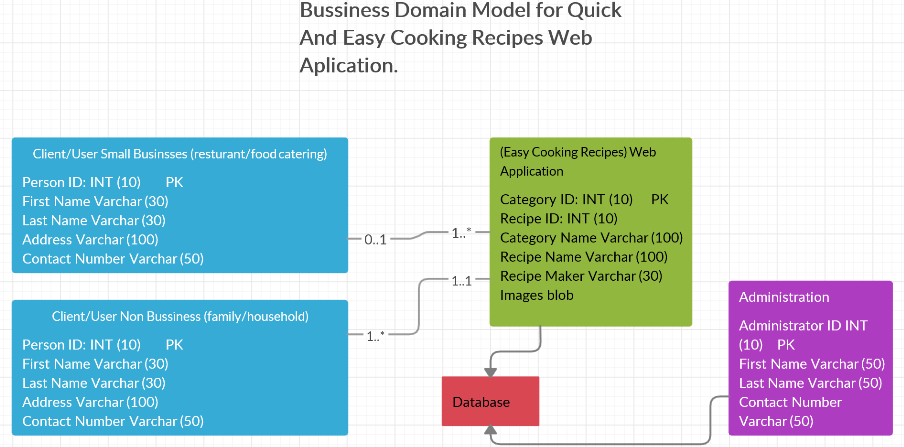 Bussiness Domain Model for Quick
And Easy Cooking Recipes Web
Aplication.
Client/User Small Businsses (resturant/food catering)
Person ID: INT (10) PK
First Name Varchar (30)
Last Name Varchar (30)
Address Varchar (100)
Contact Number Varchar (50)
(Easy Cooking Recipes) Web
Application
Category ID: INT (10) PK
Recipe ID: INT (10)
Category Name Varchar (100)
Recipe Name Varchar (100)
Recipe Maker Varchar (30)
Images blob
0..1
1..*
1..1
1..*
Client/User Non Bussiness (family/household)
Person ID: INT (10) PK
First Name Varchar (30)
Last Name Varchar (30)
Address Varchar (100)
Contact Number Varchar (50)
Database
Administration
Administrator ID INT
(10) PK
First Name Varchar (50)
Last Name Varchar (50)
Contact Number
Varchar (50)